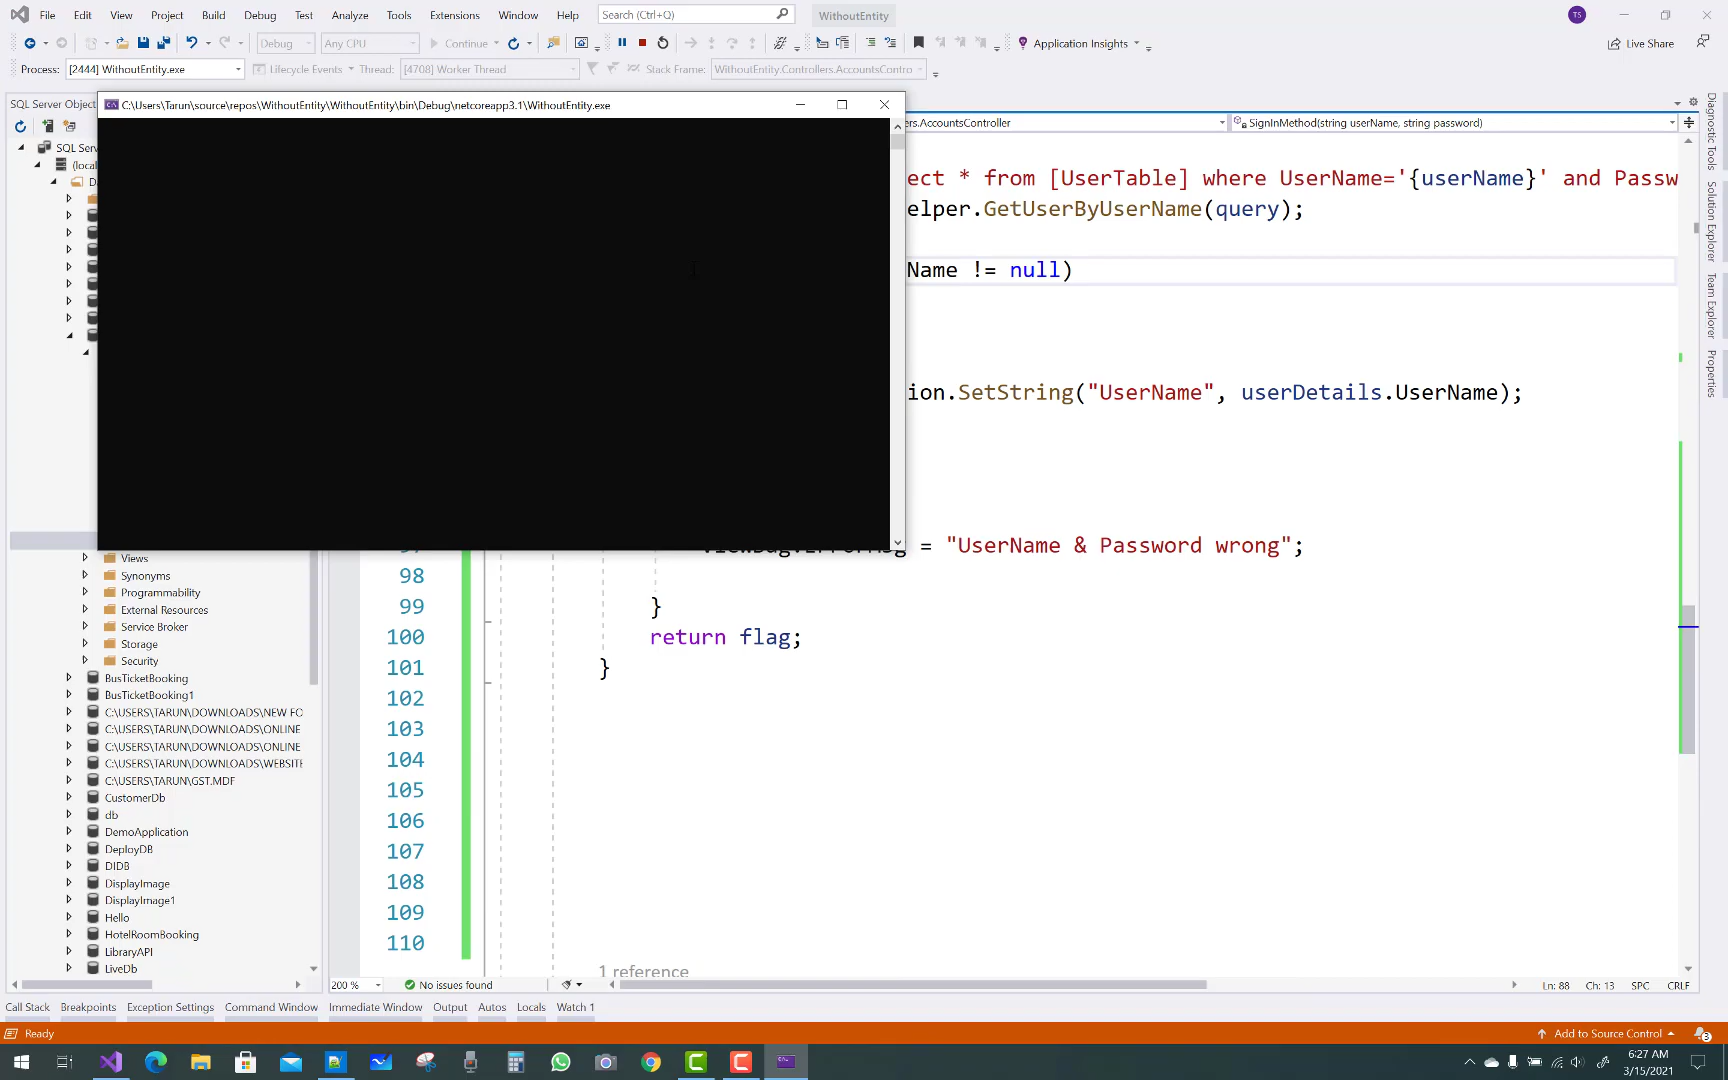 File Edit View Project Build Debug Test Analyze Tools Extensions Window Help Search (Ctrl+Q) WithoutEntity TS
Debug Any CPU Continue Application Insights Live Share
Process: [2444] WithoutEntity.exe Lifecycle Events Thread: [4708] Worker Thread Stack Frame: WithoutEntity.Controllers.AccountsContro
SQL Server Object
C:\Users\Tarun\source\repos\WithoutEntity\WithoutEntity\bin\Debug\netcoreapp3.1\WithoutEntity.exe
ers.AccountsController SignInMethod(string userName, string password)
SQL Serv
(loca
D
ect * from [UserTable] where UserName='{userName}' and Passw
elper.GetUserByUserName(query);
Name != null)
ion.SetString("UserName", userDetails.UserName);
= "UserName & Password wrong";
98
99 }
100 return flag;
101 }
102
103
104
105
106
107
108
109
110
1 reference
Views
Synonyms
Programmability
External Resources
Service Broker
Storage
Security
BusTicketBooking
BusTicketBooking1
C:\USERS\TARUN\DOWNLOADS\NEW FO
C:\USERS\TARUN\DOWNLOADS\ONLINE
C:\USERS\TARUN\DOWNLOADS\ONLINE
C:\USERS\TARUN\DOWNLOADS\WEBSITE
C:\USERS\TARUN\GST.MDF
CustomerDb
db
DemoApplication
DeployDB
DIDB
DisplayImage
DisplayImage1
Hello
HotelRoomBooking
LibraryAPI
LiveDb
Diagnostic Tools
Solution Explorer
Team Explorer
Properties
200 % No issues found Ln: 88 Ch: 13 SPC CRLF
Call Stack Breakpoints Exception Settings Command Window Immediate Window Output Autos Locals Watch 1
Ready Add to Source Control 3
6:27 AM
3/15/2021